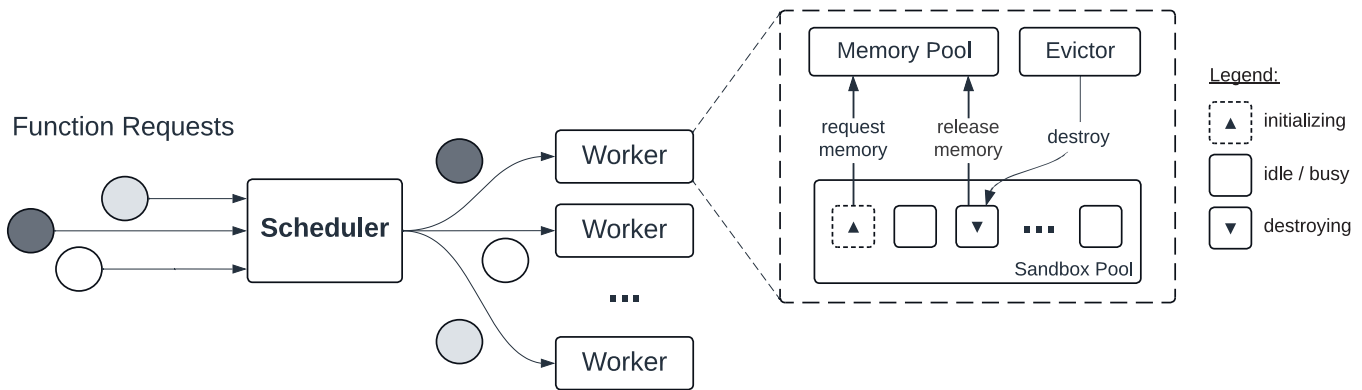 Function Requests
Scheduler
Worker
Worker
...
Worker
Memory Pool
Evictor
request
memory
release
memory
destroy
...
Sandbox Pool
Legend:
initializing
idle / busy
destroying